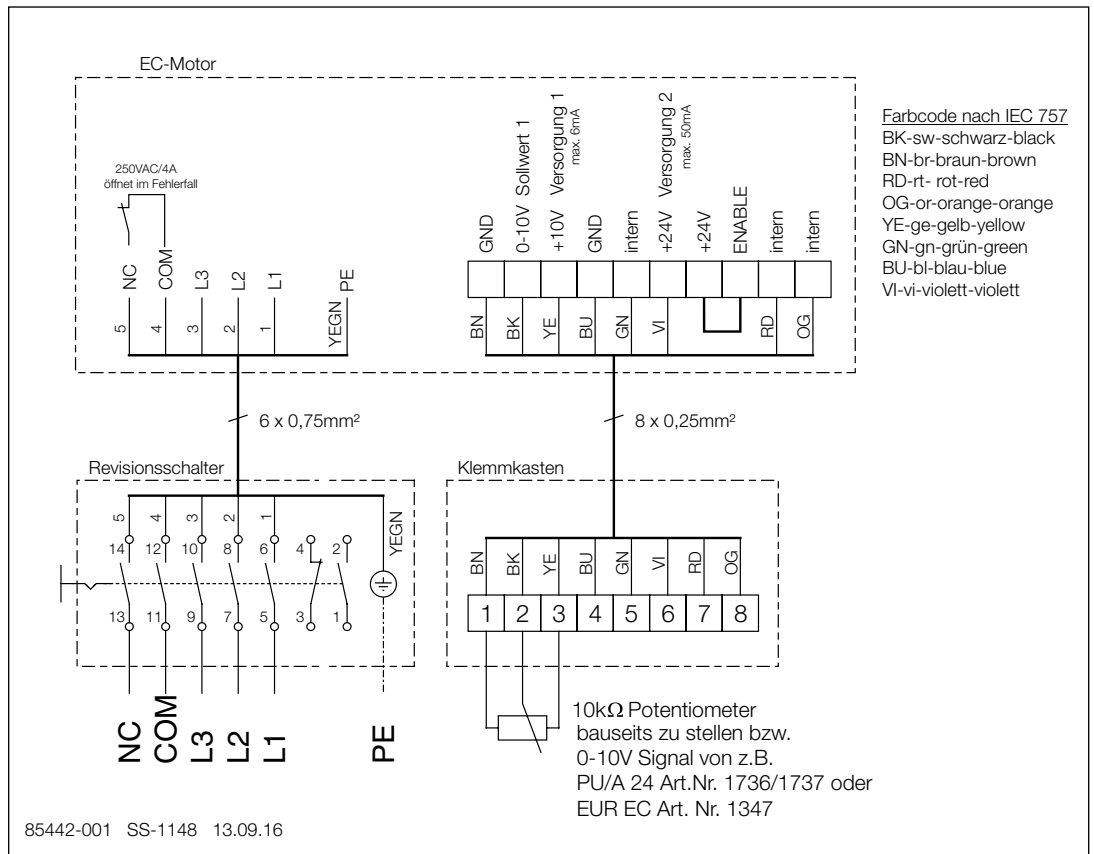 EC-Motor
250VAC/4A
öffnet im Fehlerfall
NC
COM
L3
L2
L1
PE
5
4
3
2
1
YEGN
GND
0-10V Sollwert 1
+10V Versorgung 1
max. 6mA
GND
intern
+24V Versorgung 2
max. 50mA
+24V
ENABLE
intern
intern
BN
BK
YE
BU
GN
VI
RD
OG
Farbcode nach IEC 757
BK-sw-schwarz-black
BN-br-braun-brown
RD-rt- rot-red
OG-or-orange-orange
YE-ge-gelb-yellow
GN-gn-grün-green
BU-bl-blau-blue
VI-vi-violett-violett
6 x 0,75mm²
8 x 0,25mm²
Revisionsschalter
5
4
3
2
1
YEGN
14
12
10
8
6
4
2
13
11
9
7
5
3
1
NC
COM
L3
L2
L1
PE
Klemmkasten
BN
BK
YE
BU
GN
VI
RD
OG
1
2
3
4
5
6
7
8
10kΩ Potentiometer
bauseits zu stellen bzw.
0-10V Signal von z.B.
PU/A 24 Art.Nr. 1736/1737 oder
EUR EC Art. Nr. 1347
85442-001 SS-1148 13.09.16